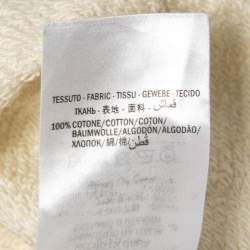 TESSUTO - FABRIC - TISSU - GEWEBE - TECIDO
ТКАНЬ - 表地 - 面料 - قماش
100% COTONE/COTTON/COTON/
BAUMWOLLE/ALGODÓN/ALGODÃO/
ХЛОПОК/綿/棉/قطن